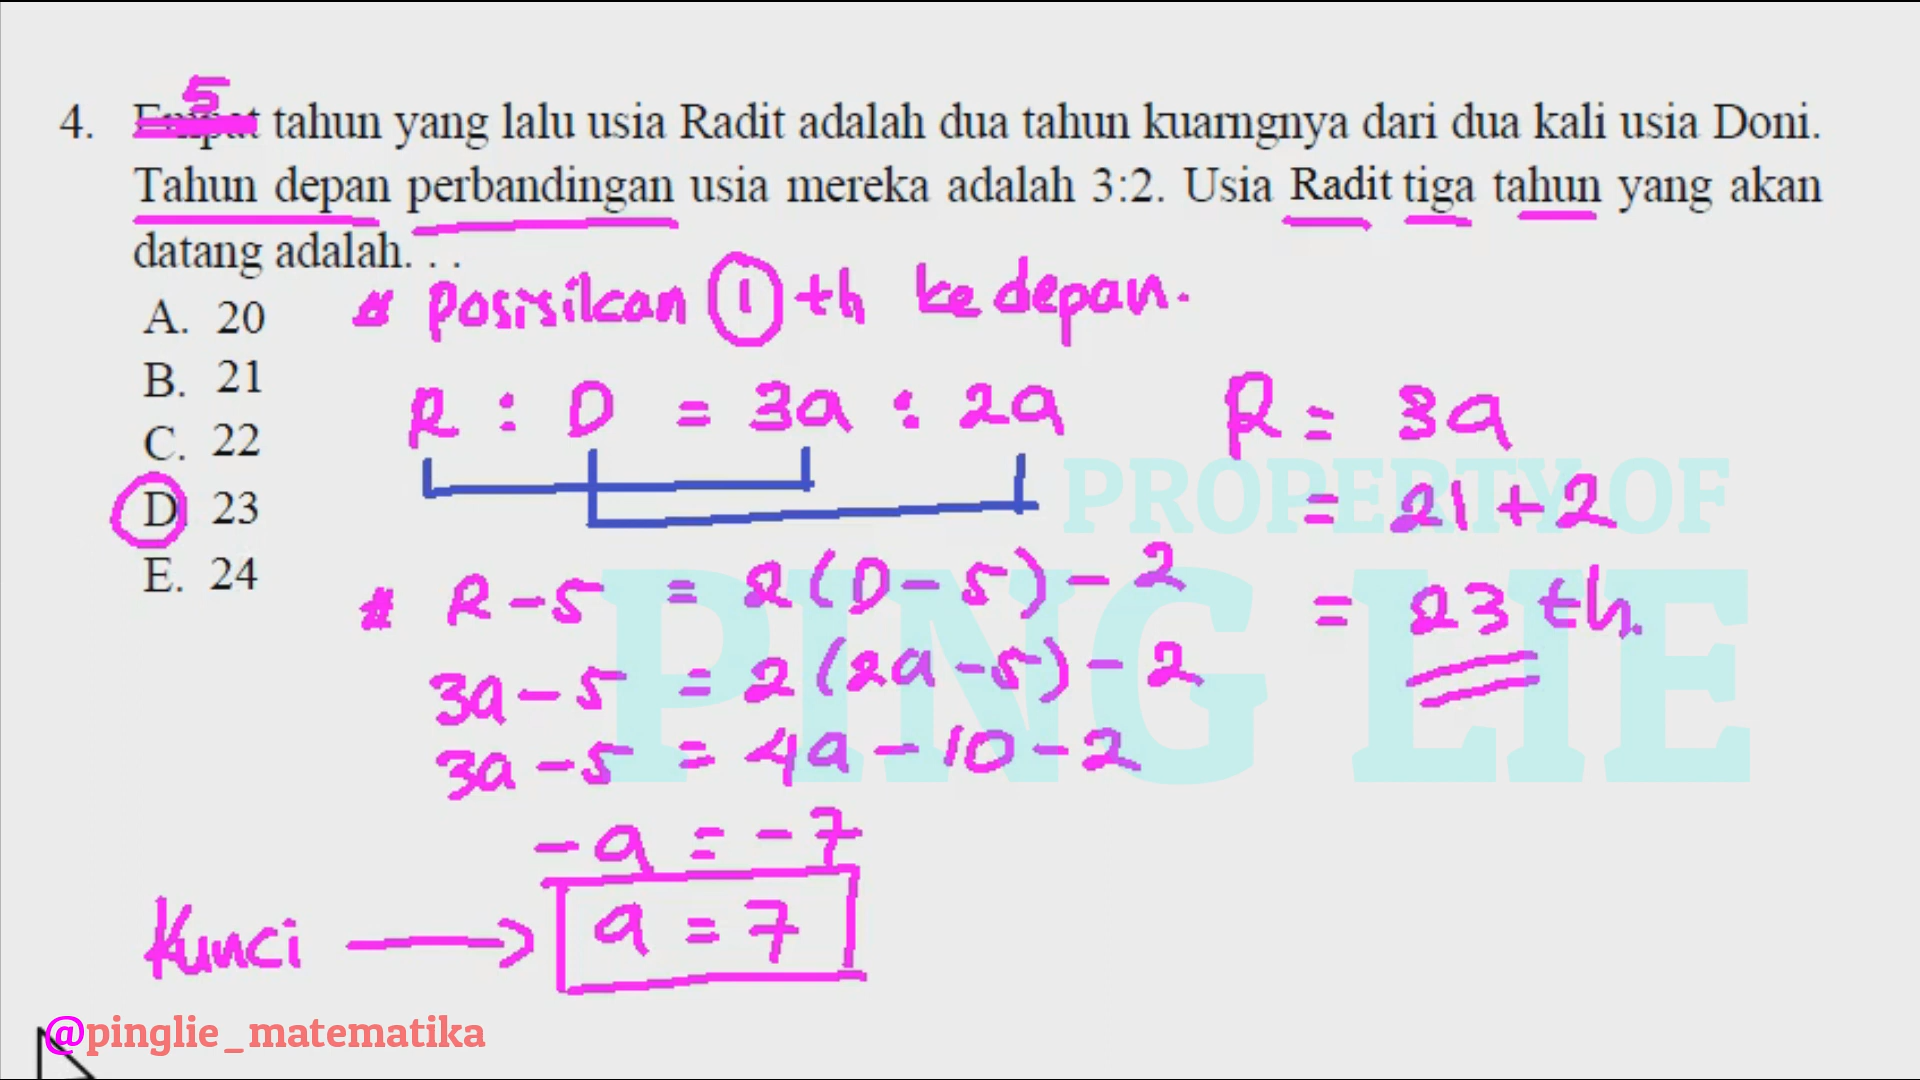 5
4. Empat tahun yang lalu usia Radit adalah dua tahun kuarngnya dari dua kali usia Doni.
Tahun depan perbandingan usia mereka adalah 3:2. Usia Radit tiga tahun yang akan
datang adalah. . .
A. 20
B. 21
C. 22
D. 23
E. 24
# posisikan 1 th ke depan.
R : D = 3a : 2a
# R - 5 = 2(D - 5) - 2
3a - 5 = 2(2a - 5) - 2
3a - 5 = 4a - 10 - 2
- a = - 7
Kunci → a = 7
R = 3a
= 21 + 2
= 23 th.
PROPERTY OF
PING LIE
@pinglie_matematika